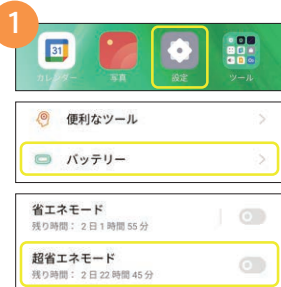 1
31
カレンダー
写真
設定
ツール
便利なツール
バッテリー
省エネモード
残り時間： 2日1時間55分
超省エネモード
残り時間： 2日22時間45分